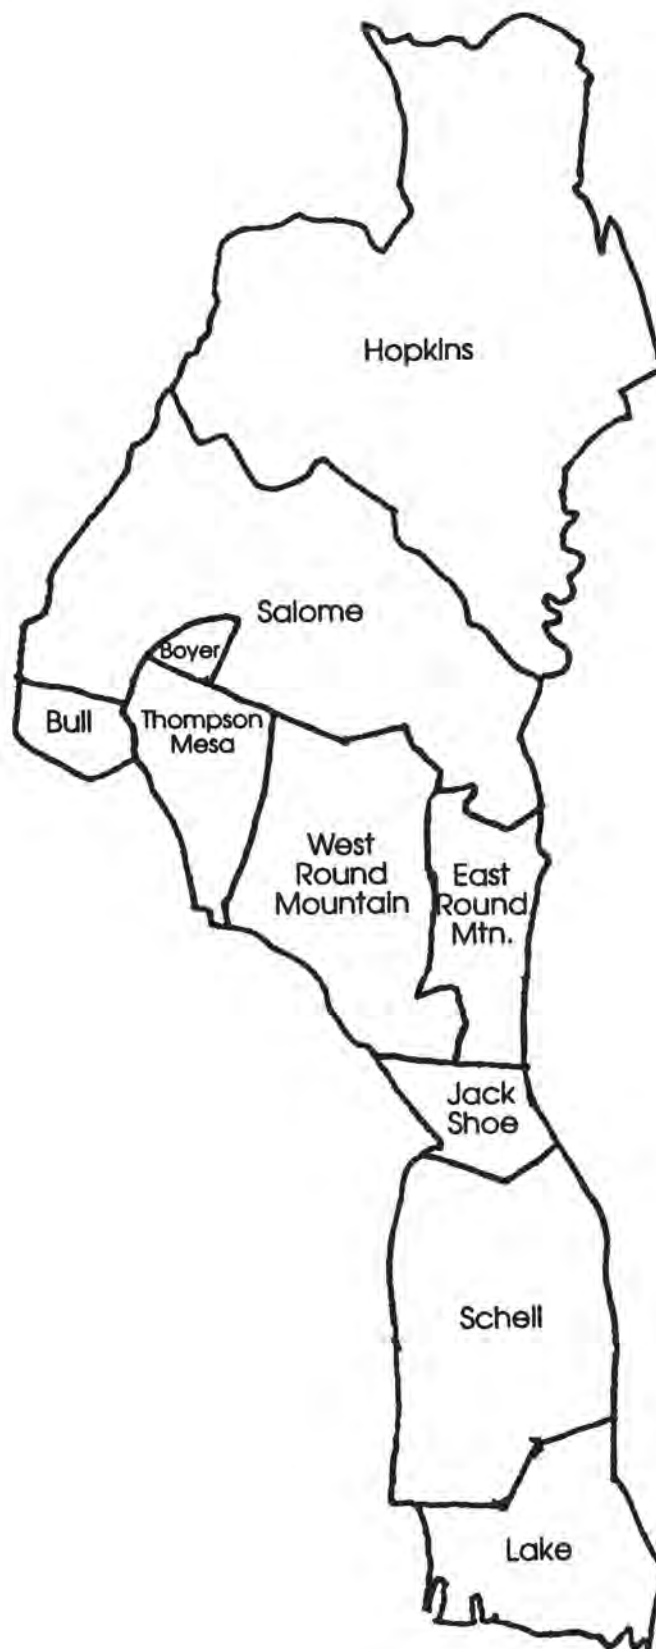 Hopkins
Salome
Boyer
Bull
Thompson
Mesa
West
Round
Mountain
East
Round
Mtn.
Jack
Shoe
Schell
Lake